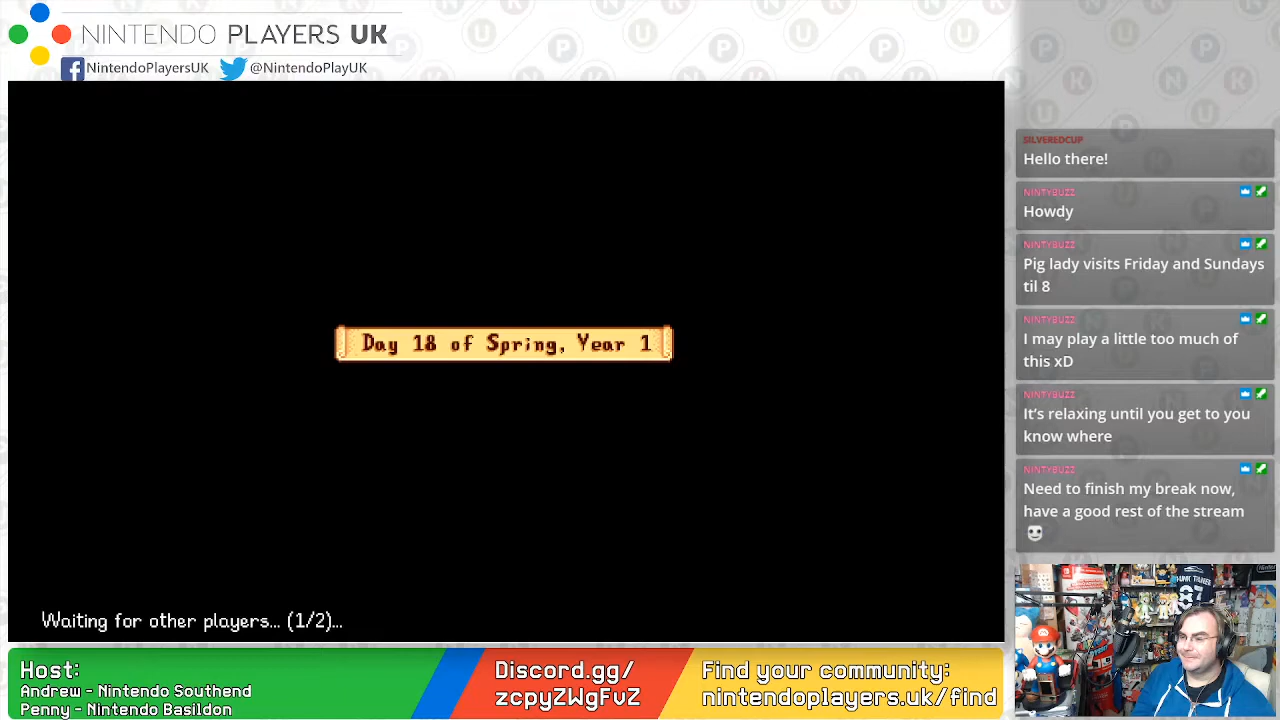 NINTENDO PLAYERS UK
NintendoPlayersUK @NintendoPlayUK
Day 18 of Spring, Year 1
Waiting for other players... (1/2)...
SILVEREDCUP
Hello there!
NINTYBUZZ
Howdy
NINTYBUZZ
Pig lady visits Friday and Sundays
til 8
NINTYBUZZ
I may play a little too much of
this xD
NINTYBUZZ
It's relaxing until you get to you
know where
NINTYBUZZ
Need to finish my break now,
have a good rest of the stream
Host:
Andrew - Nintendo Southend
Penny - Nintendo Basildon
Discord.gg/
zcpyZWgFvZ
Find your community:
nintendoplayers.uk/find